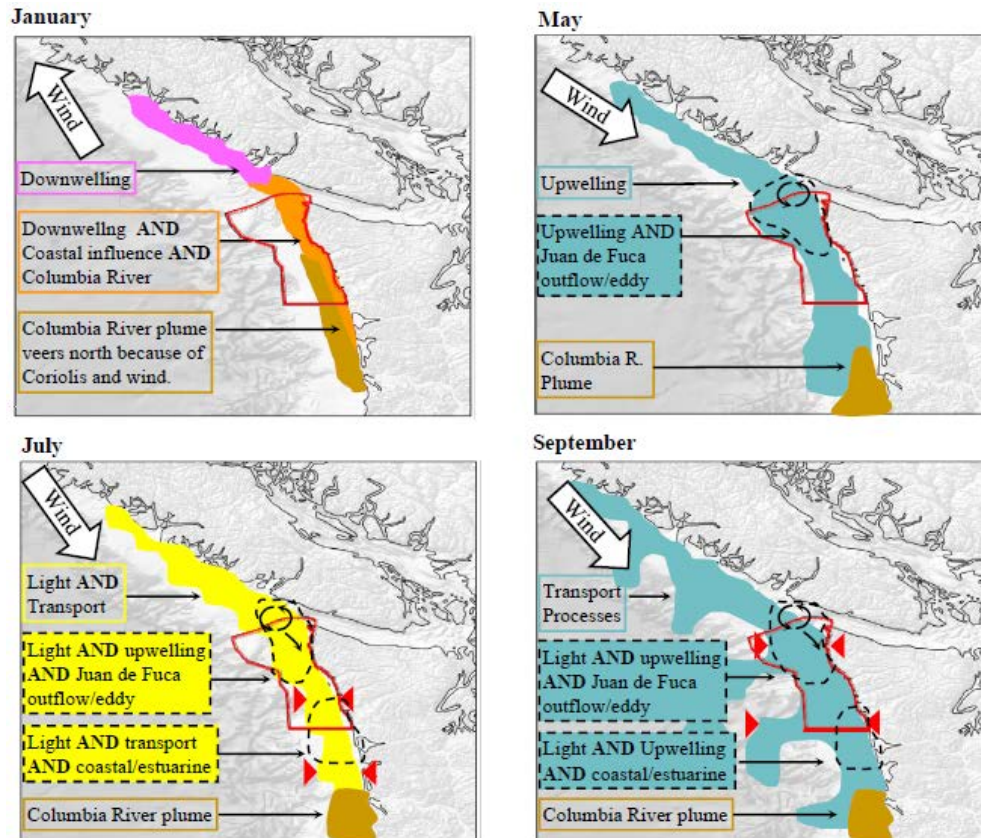 January
Wind
Downwelling
Downwellng AND
Coastal influence AND
Columbia River
Columbia River plume
veers north because of
Coriolis and wind.
May
Wind
Upwelling
Upwelling AND
Juan de Fuca
outflow/eddy
Columbia R.
Plume
July
Wind
Light AND
Transport
Light AND upwelling
AND Juan de Fuca
outflow/eddy
Light AND transport
AND coastal/estuarine
Columbia River plume
September
Wind
Transport
Processes
Light AND upwelling
AND Juan de Fuca
outflow/eddy
Light AND Upwelling
AND coastal/estuarine
Columbia River plume